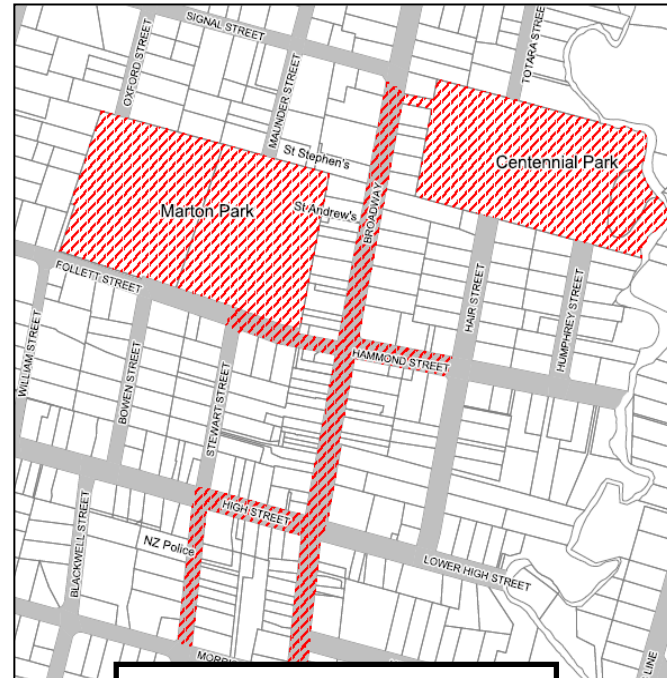 SIGNAL STREET
OXFORD STREET
MAUNDER STREET
St Stephen's
St Andrew's
BROADWAY
Centennial Park
Marton Park
FOLLETT STREET
HAIR STREET
HUMPHREY STREET
HAMMOND STREET
WILLIAM STREET
BOWEN STREET
STEWART STREET
HIGH STREET
NZ Police
BLACKWELL STREET
LOWER HIGH STREET
LINE